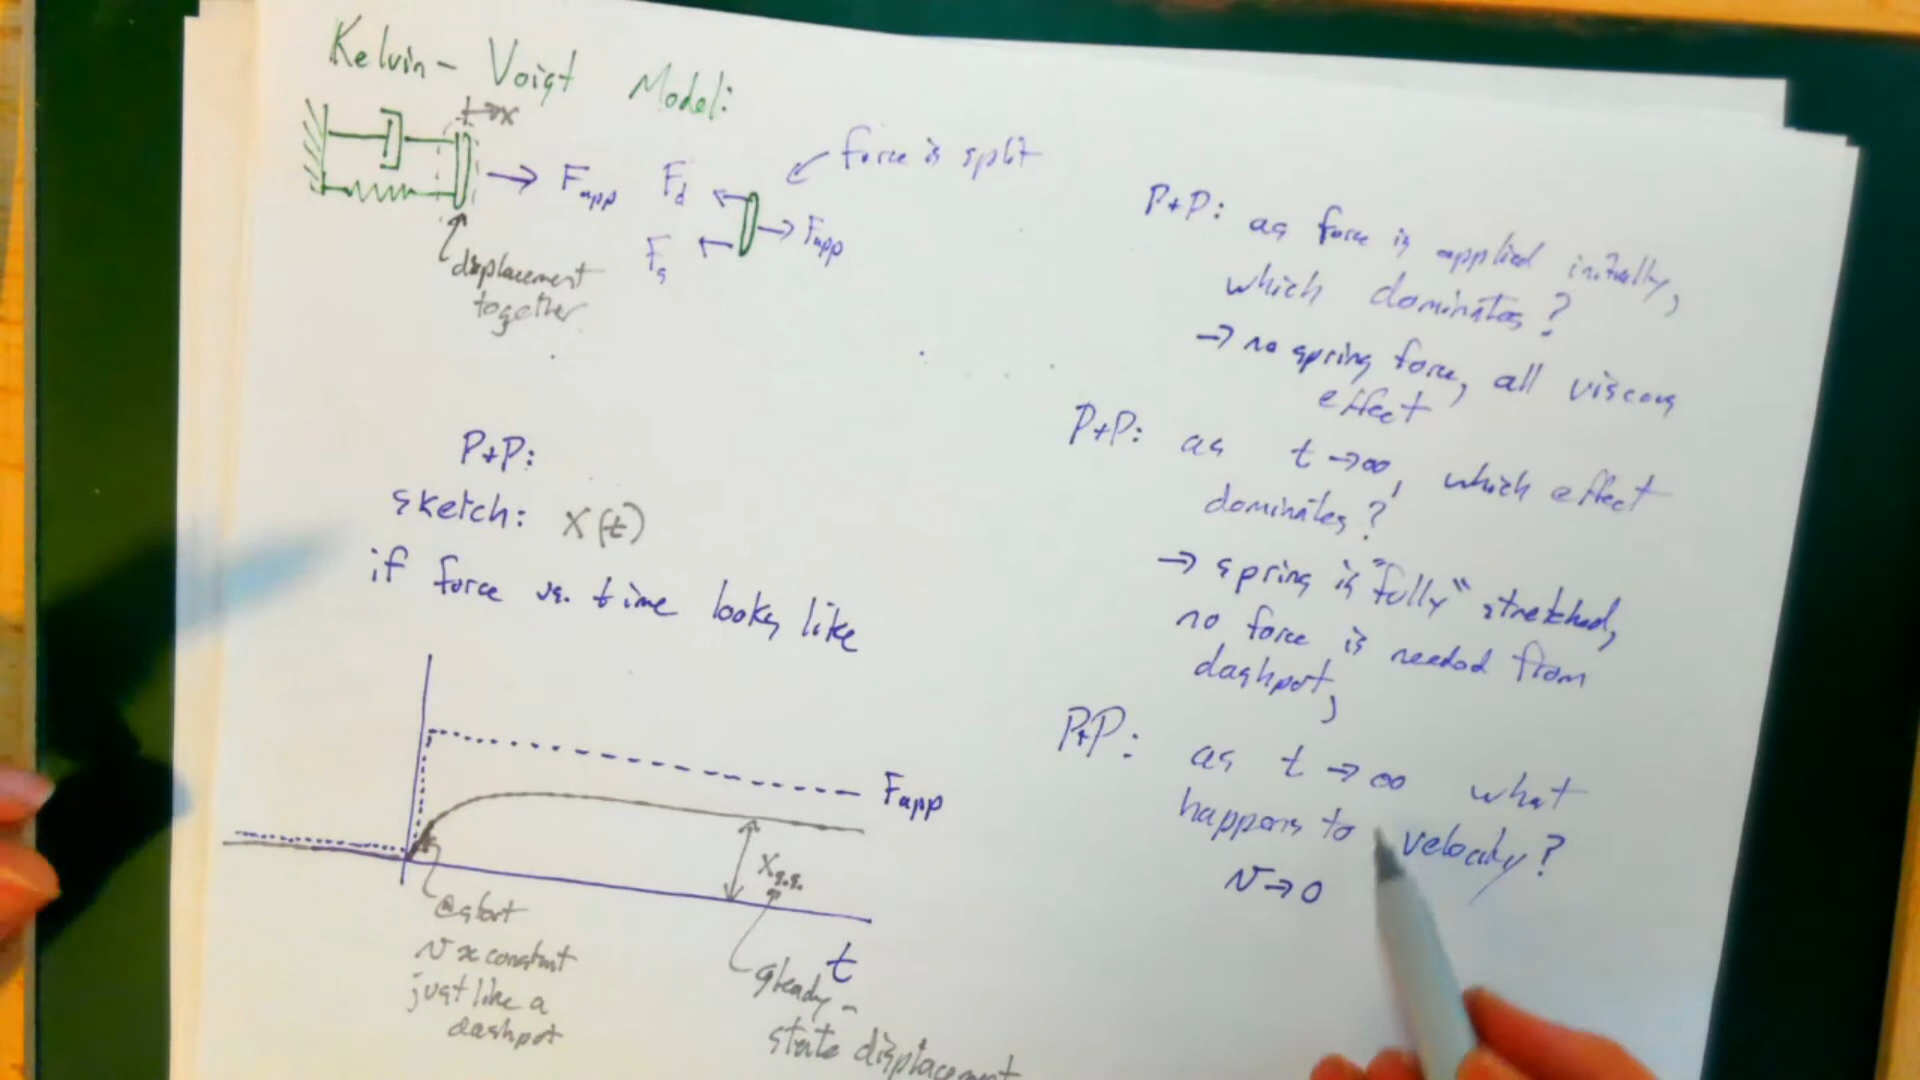 Kelvin-Voigt Model:
x
Fapp
Fd
Fs
Fapp
force is split
displacement
together
P+P:
sketch: x(t)
if force vs. time looks like
Fapp
xs.s.
t
@start
v ≈ constant
just like a
dashpot
steady-
state displacement
P+P: as force is applied initially,
which dominates?
→ no spring force, all viscous
effect
P+P: as t→∞, which effect
dominates?
→ spring is "fully" stretched,
no force is needed from
dashpot,
P+P: as t→∞ what
happens to velocity?
v→0